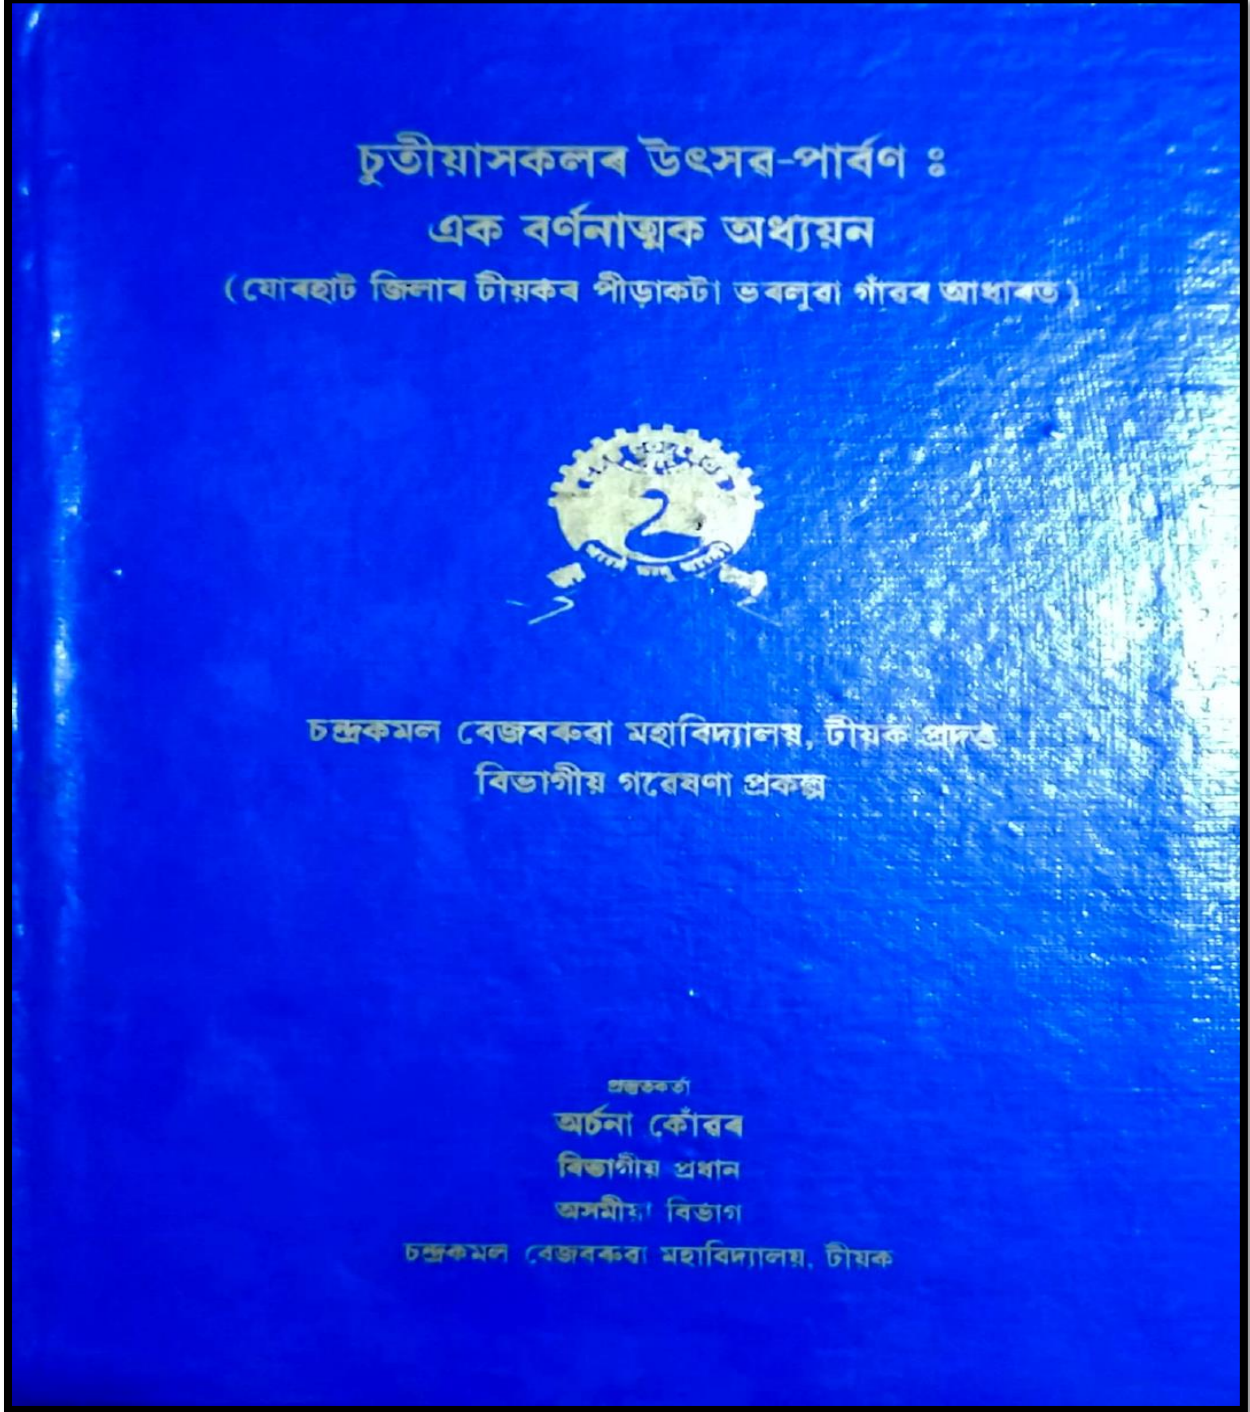 চুতীয়াসকলৰ উৎসৱ-পাৰ্বণ ঃ
এক বৰ্ণনাত্মক অধ্যয়ন
(যোৰহাট জিলাৰ টীয়কৰ পীড়াকটা ভৰলুৱা গাঁৱৰ আধাৰত)
চন্দ্ৰকমল বেজবৰুৱা মহাবিদ্যালয়, টীয়ক প্ৰদত্ত
বিভাগীয় গৱেষণা প্ৰকল্প
প্ৰস্তুতকৰ্তা
অৰ্চনা কোঁৱৰ
বিভাগীয় প্ৰধান
অসমীয়া বিভাগ
চন্দ্ৰকমল বেজবৰুৱা মহাবিদ্যালয়, টীয়ক